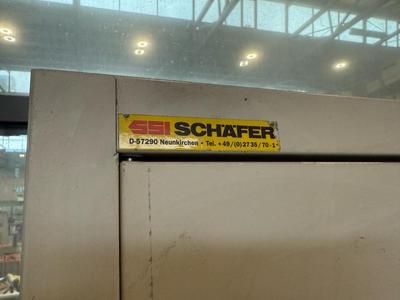 SSI SCHÄFER
D-57290 Neunkirchen • Tel. +49/(0)2735/70-1